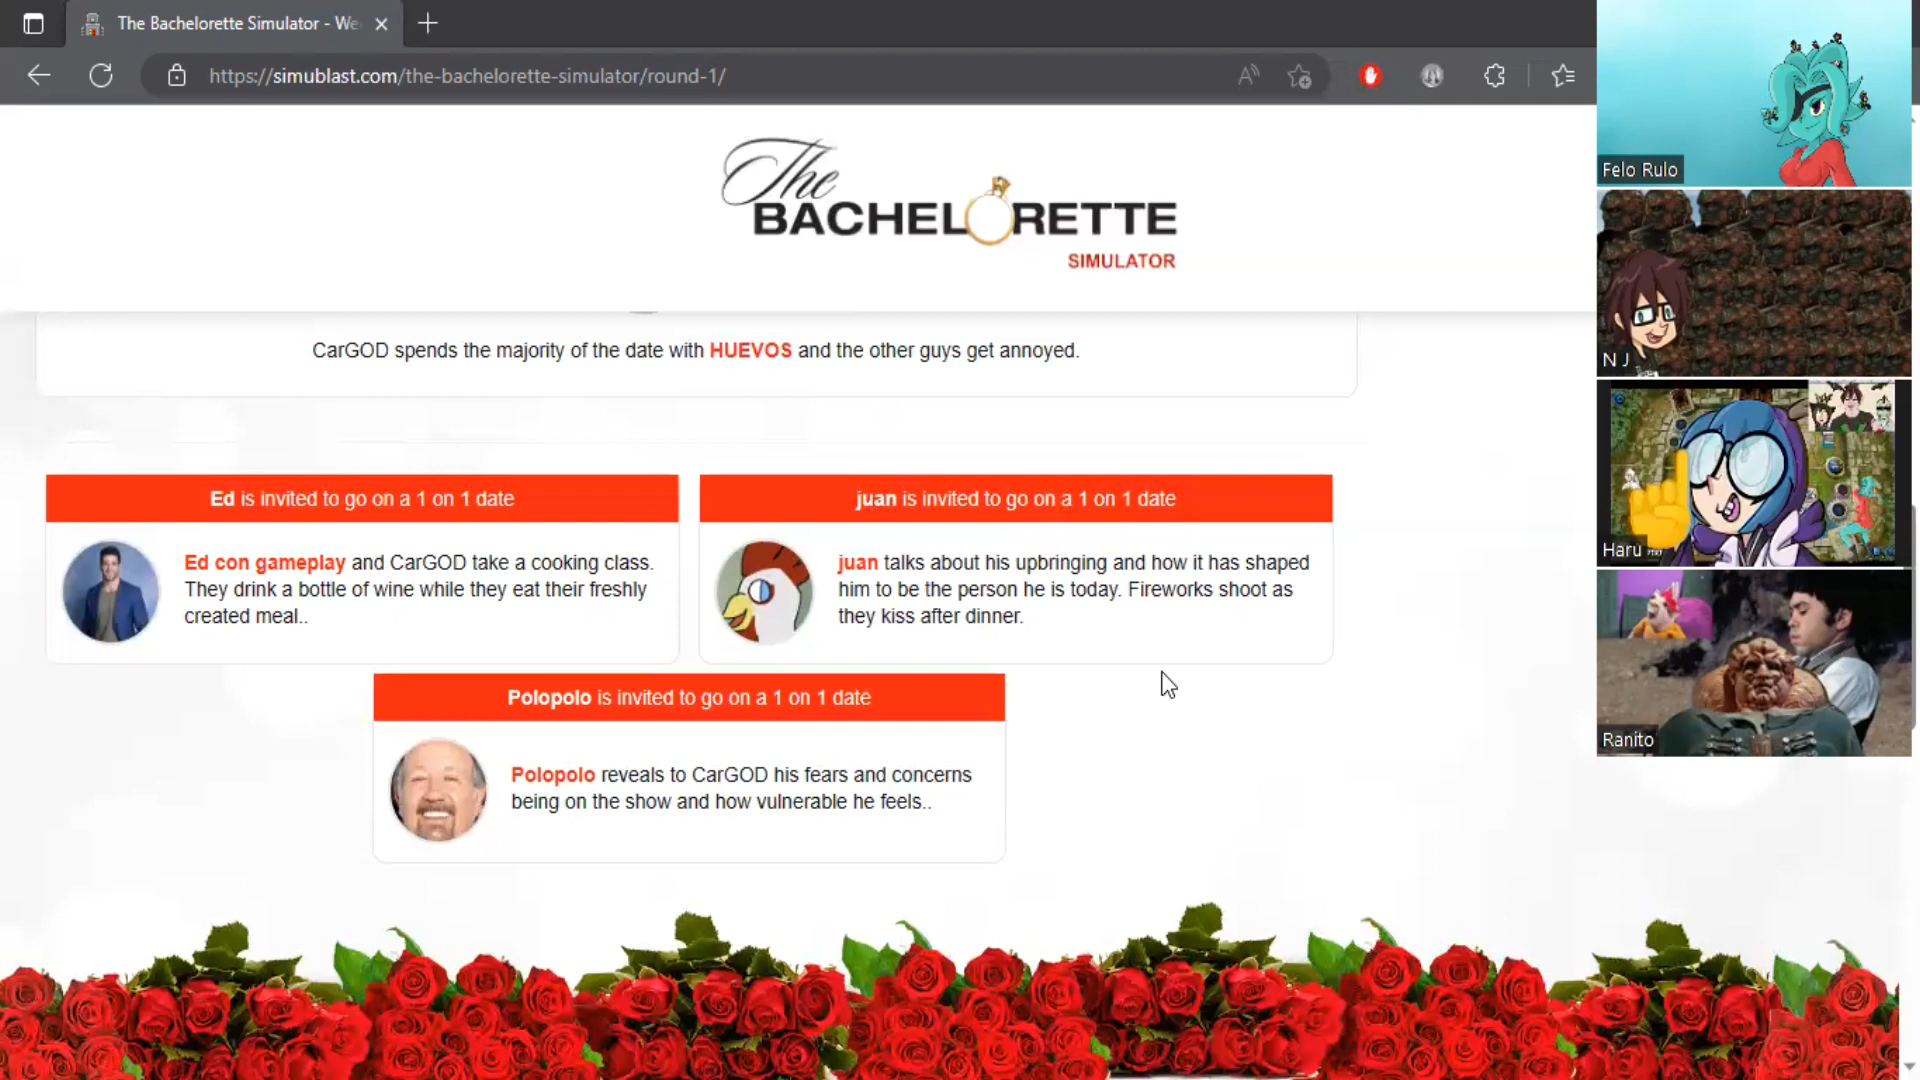 The Bachelorette Simulator - We
https://simublast.com/the-bachelorette-simulator/round-1/
The
BACHELORETTE
SIMULATOR
CarGOD spends the majority of the date with HUEVOS and the other guys get annoyed.
Ed is invited to go on a 1 on 1 date
Ed con gameplay and CarGOD take a cooking class.
They drink a bottle of wine while they eat their freshly
created meal..
juan is invited to go on a 1 on 1 date
juan talks about his upbringing and how it has shaped
him to be the person he is today. Fireworks shoot as
they kiss after dinner.
Polopolo is invited to go on a 1 on 1 date
Polopolo reveals to CarGOD his fears and concerns
being on the show and how vulnerable he feels..
Felo Rulo
N J
Haru
Ranito